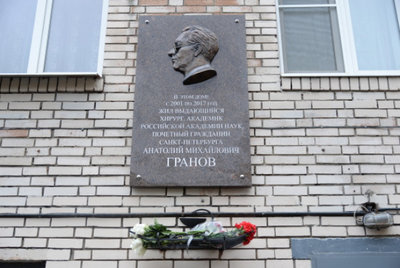 В этом доме
с 2001 по 2017 год
жил выдающийся
хирург, академик
Российской академии наук,
почётный гражданин
Санкт-Петербурга
Анатолий Михайлович
ГРАНОВ